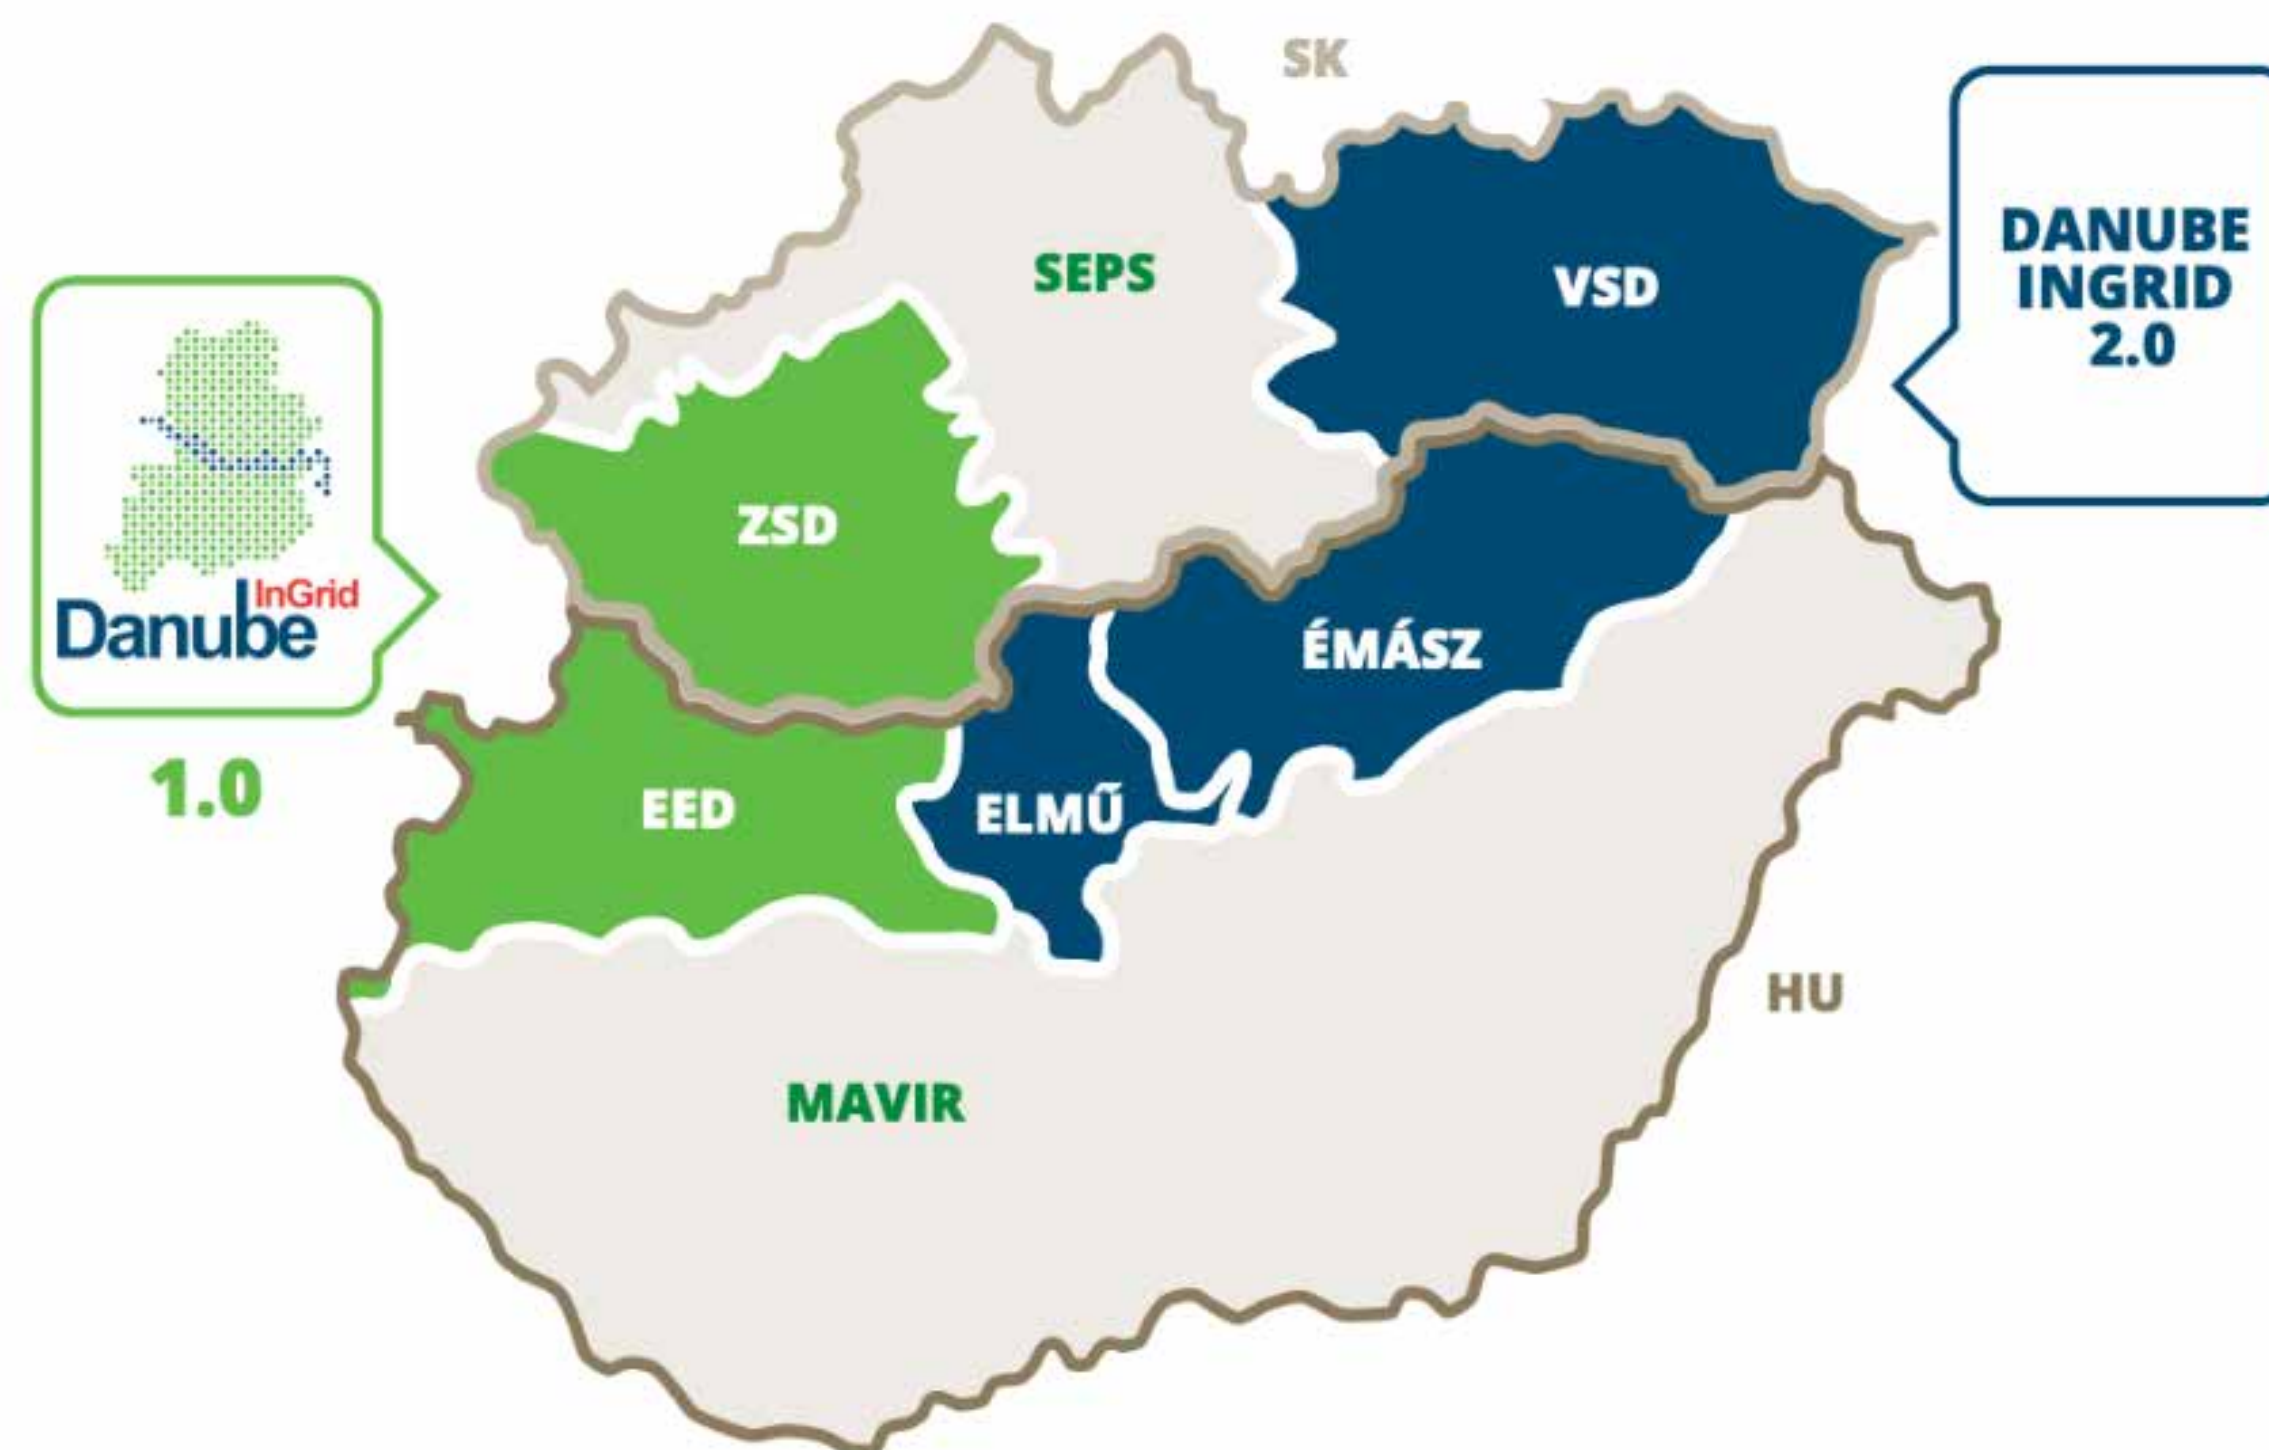 SK
DANUBE
INGRID
2.0
SEPS
VSD
ZSD
InGrid
Danube
1.0
ÉMÁSZ
EED
ELMŰ
HU
MAVIR